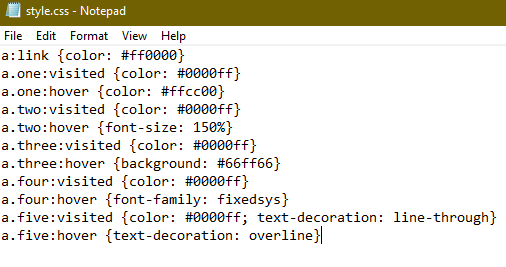 style.css - Notepad
File Edit Format View Help
a:link {color: #ff0000}
a.one:visited {color: #0000ff}
a.one:hover {color: #ffcc00}
a.two:visited {color: #0000ff}
a.two:hover {font-size: 150%}
a.three:visited {color: #0000ff}
a.three:hover {background: #66ff66}
a.four:visited {color: #0000ff}
a.four:hover {font-family: fixedsys}
a.five:visited {color: #0000ff; text-decoration: line-through}
a.five:hover {text-decoration: overline}